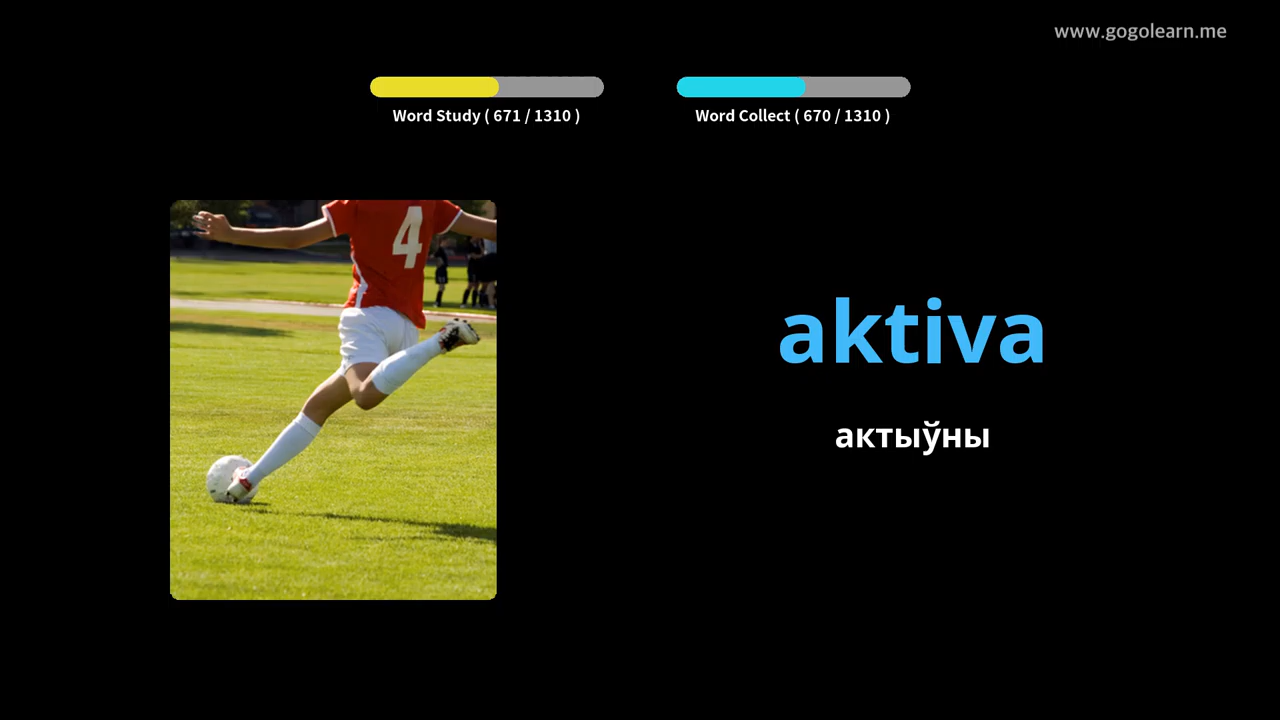 www.gogolearn.me
Word Study ( 671 / 1310 )
Word Collect ( 670 / 1310 )
4
aktiva
актыўны